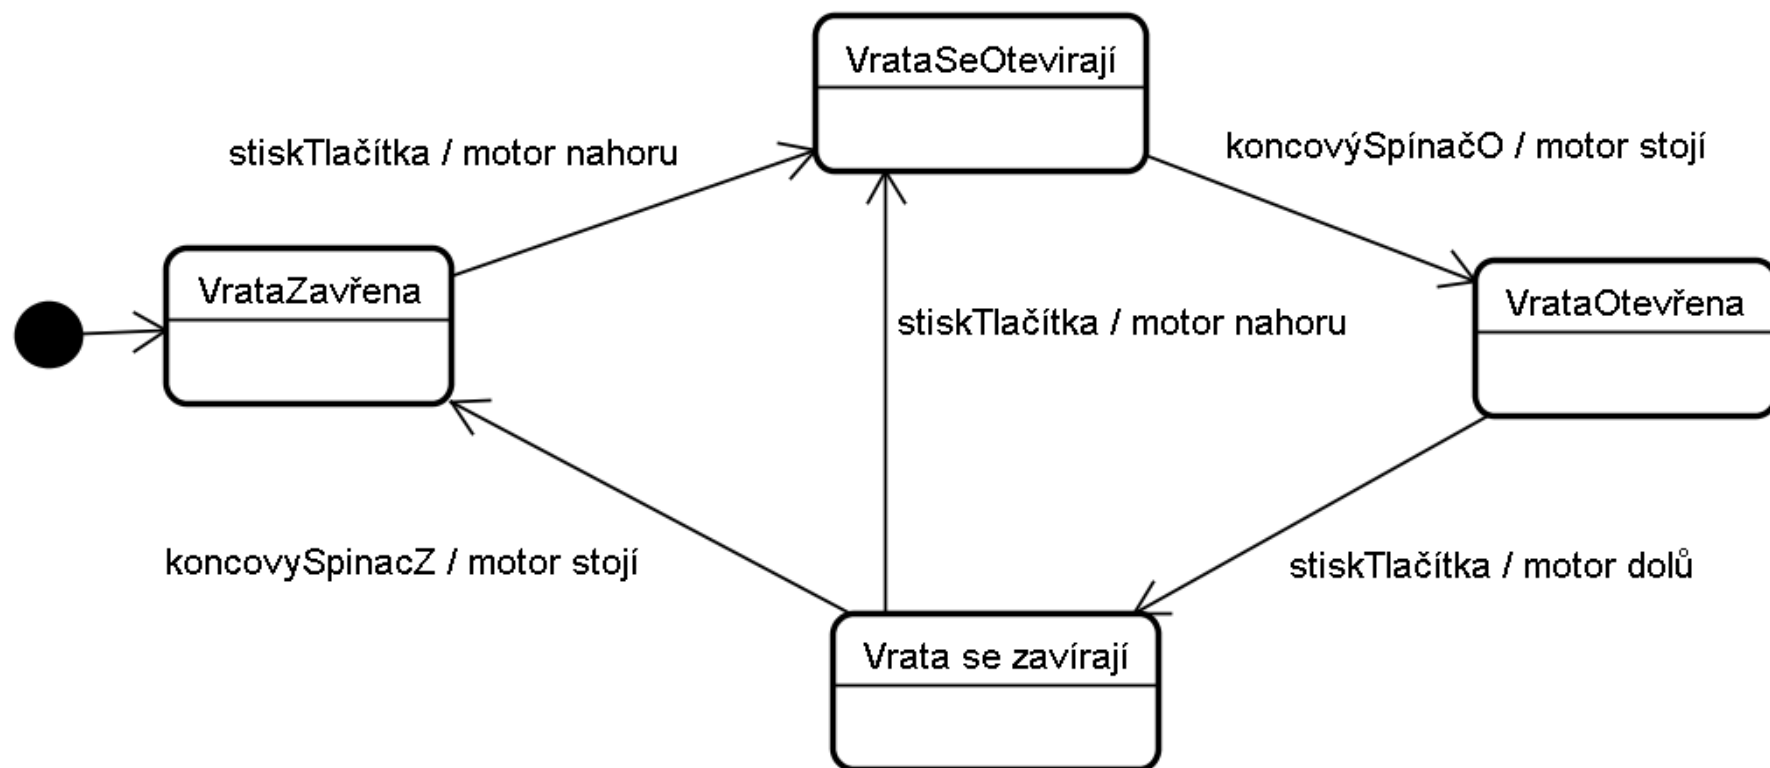 VrataSeOtevirají
stiskTlačítka / motor nahoru
koncovýSpínačO / motor stojí
VrataZavřena
VrataOtevřena
stiskTlačítka / motor nahoru
koncovySpinacZ / motor stojí
stiskTlačítka / motor dolů
Vrata se zavírají